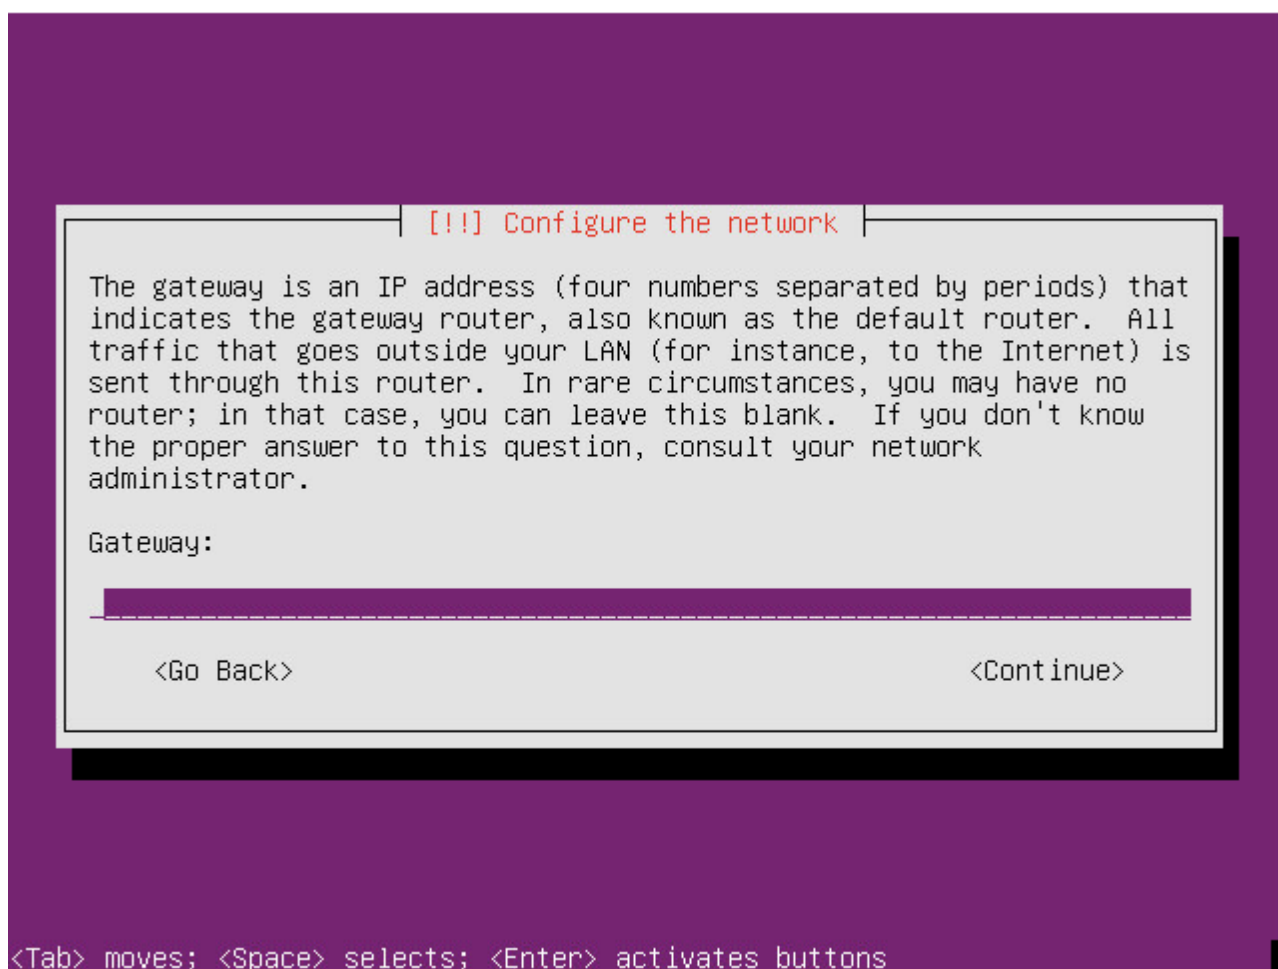 [!!] Configure the network
The gateway is an IP address (four numbers separated by periods) that
indicates the gateway router, also known as the default router.  All
traffic that goes outside your LAN (for instance, to the Internet) is
sent through this router.  In rare circumstances, you may have no
router; in that case, you can leave this blank.  If you don't know
the proper answer to this question, consult your network
administrator.
Gateway:
<Go Back> <Continue>
<Tab> moves; <Space> selects; <Enter> activates buttons